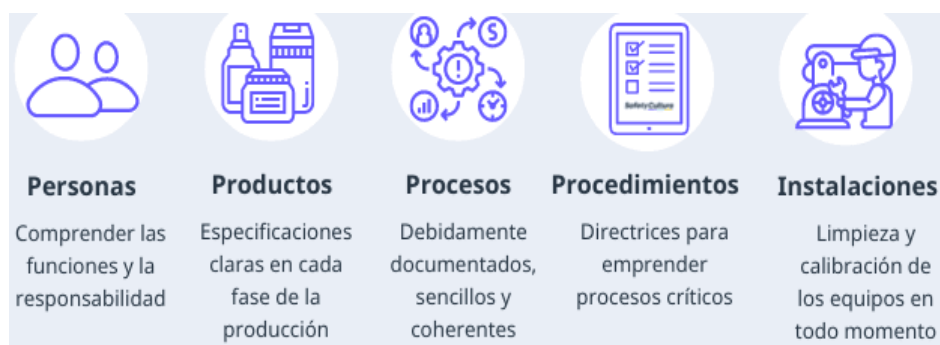 SafetyCulture
Personas
Comprender las
funciones y la
responsabilidad
Productos
Especificaciones
claras en cada
fase de la
producción
Procesos
Debidamente
documentados,
sencillos y
coherentes
Procedimientos
Directrices para
emprender
procesos críticos
Instalaciones
Limpieza y
calibración de
los equipos en
todo momento